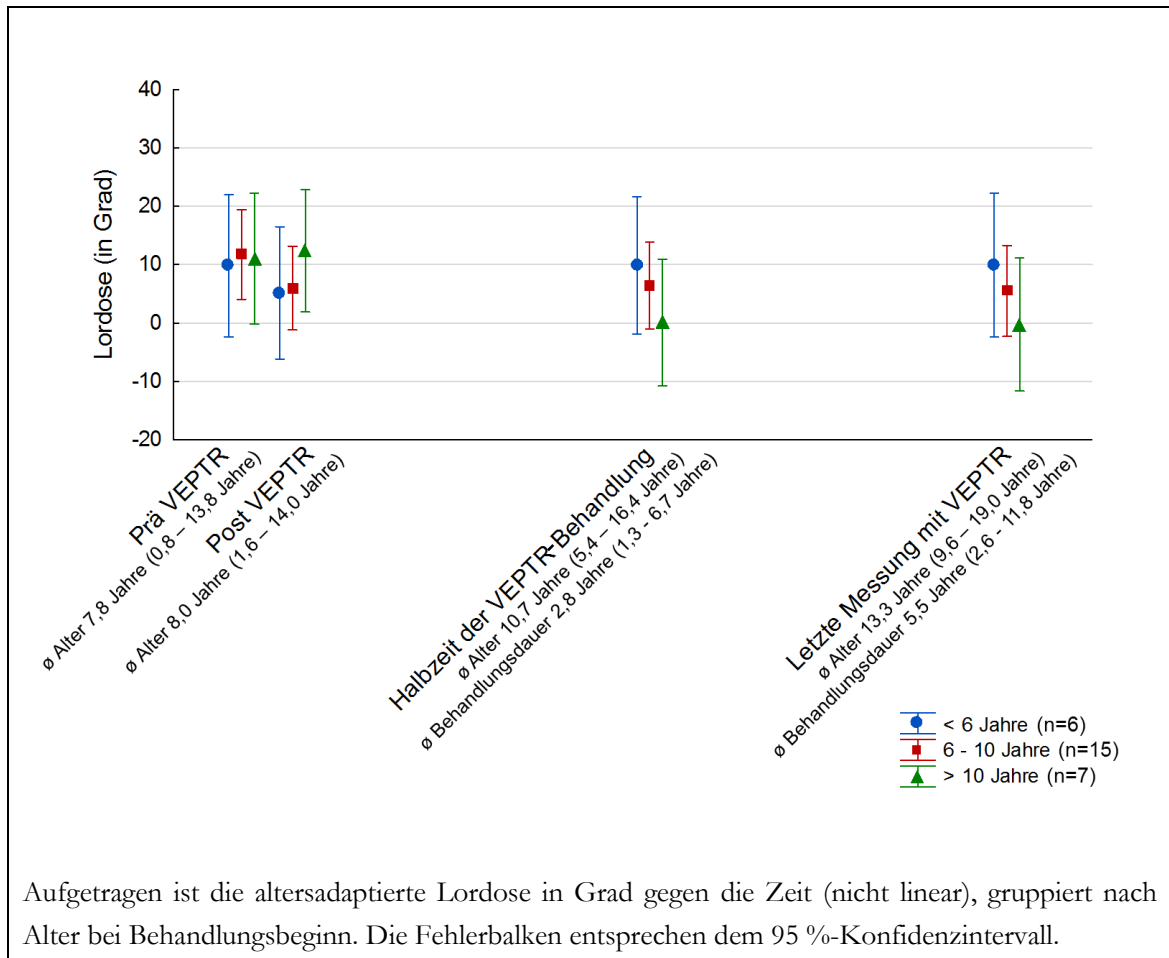 40
30
20
10
0
-10
-20
Lordose (in Grad)
Prä VEPTR
ø Alter 7,8 Jahre (0,8 – 13,8 Jahre)
Post VEPTR
ø Alter 8,0 Jahre (1,6 – 14,0 Jahre)
Halbzeit der VEPTR-Behandlung
ø Alter 10,7 Jahre (5,4 – 16,4 Jahre)
ø Behandlungsdauer 2,8 Jahre (1,3 - 6,7 Jahre)
Letzte Messung mit VEPTR
ø Alter 13,3 Jahre (9,6 – 19,0 Jahre)
ø Behandlungsdauer 5,5 Jahre (2,6 - 11,8 Jahre)
< 6 Jahre (n=6)
6 - 10 Jahre (n=15)
> 10 Jahre (n=7)
Aufgetragen ist die altersadaptierte Lordose in Grad gegen die Zeit (nicht linear), gruppiert nach
Alter bei Behandlungsbeginn. Die Fehlerbalken entsprechen dem 95 %-Konfidenzintervall.